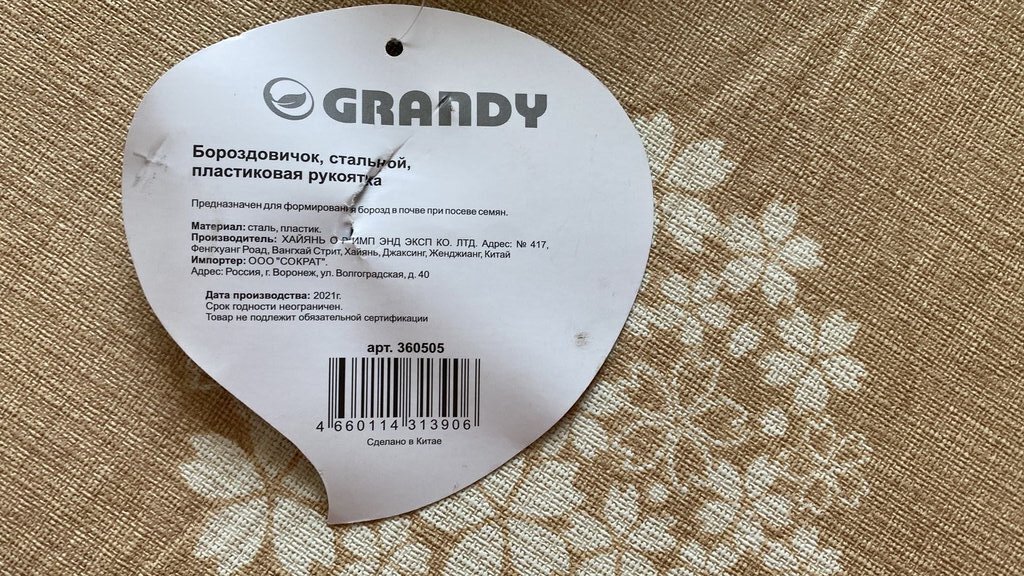 GRANDY
Бороздовичок, стальной,
пластиковая рукоятка
Предназначен для формирования борозд в почве при посеве семян.
Материал: сталь, пластик.
Производитель: ХАЙЯНЬ ИМП ЭНД ЭКСП КО. ЛТД. Адрес: № 417,
Фенгхуанг Роад, Вангхай Стрит, Хайянь, Джаксинг, Женджианг, Китай
Импортер: ООО "СОКРАТ".
Адрес: Россия, г. Воронеж, ул. Волгоградская, д. 40
Дата производства: 2021г.
Срок годности неограничен.
Товар не подлежит обязательной сертификации
арт. 360505
4 660114 313906
Сделано в Китае